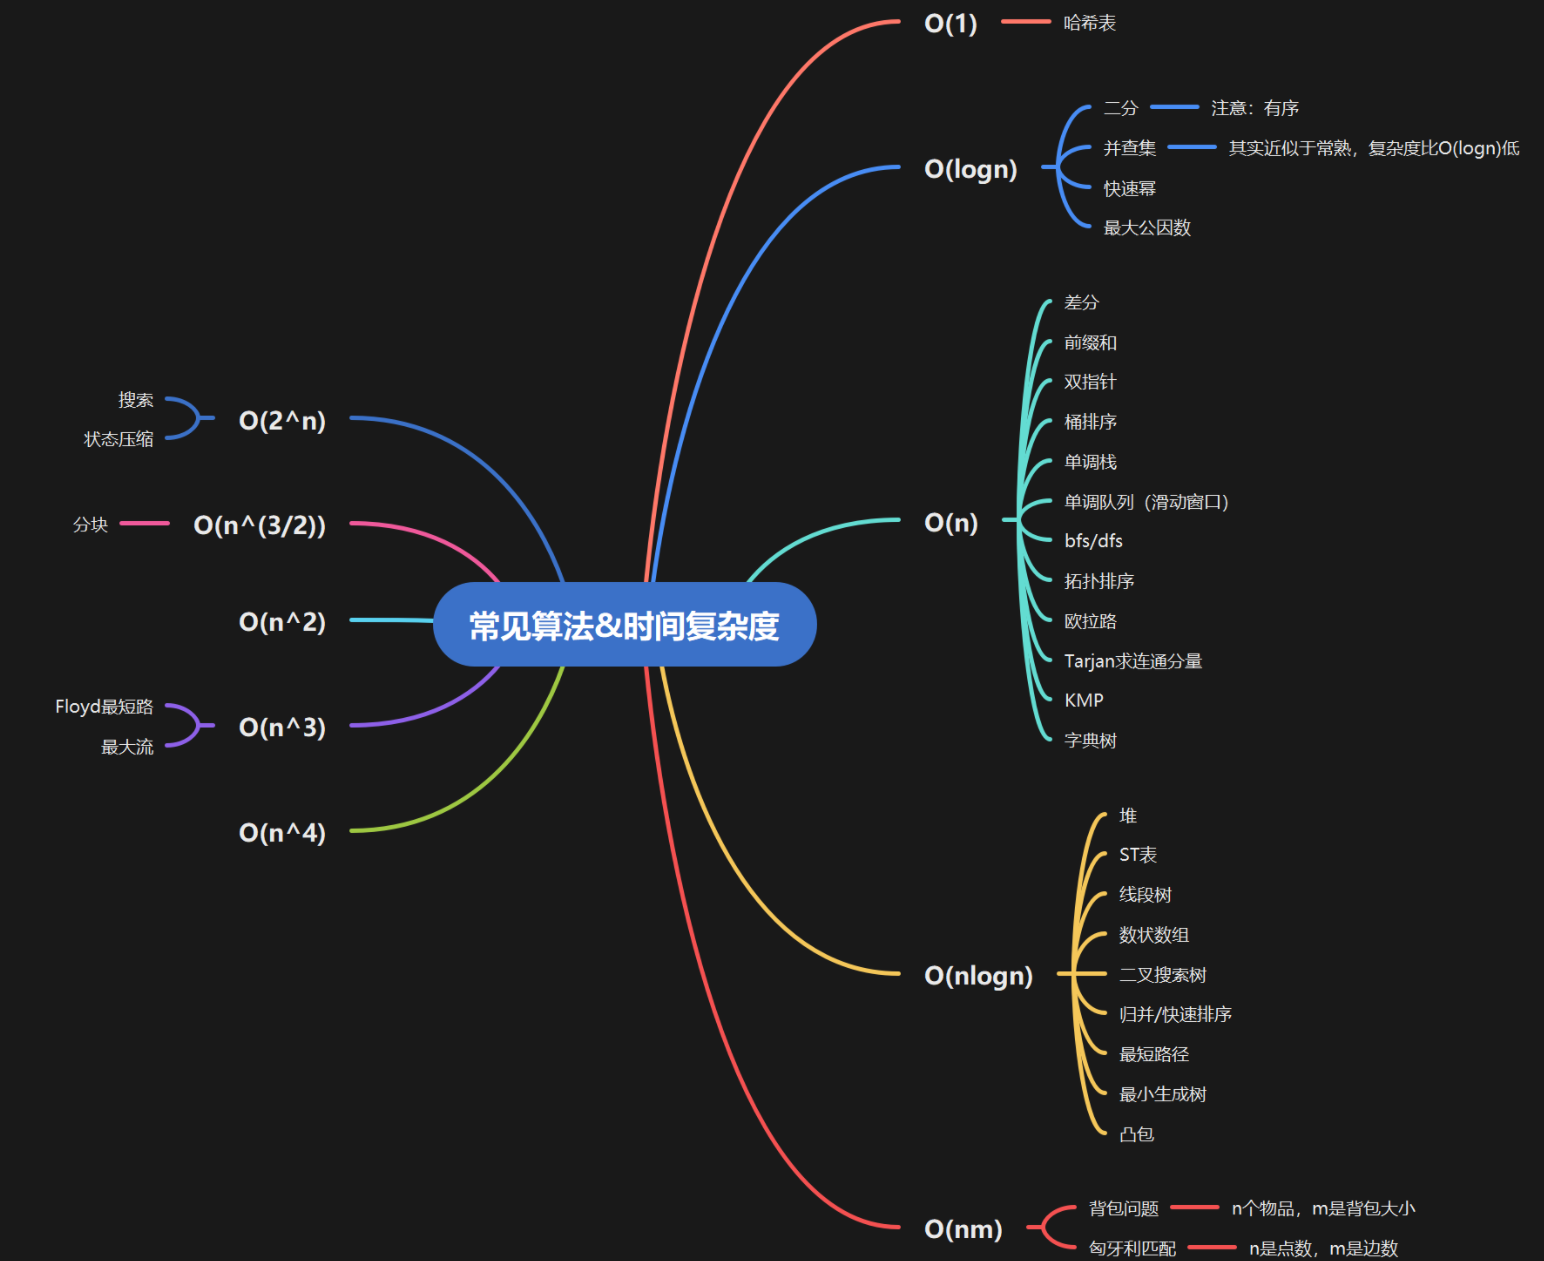 常见算法&时间复杂度
O(1)
哈希表
O(logn)
二分
注意：有序
并查集
其实近似于常熟，复杂度比O(logn)低
快速幂
最大公因数
O(n)
差分
前缀和
双指针
桶排序
单调栈
单调队列（滑动窗口）
bfs/dfs
拓扑排序
欧拉路
Tarjan求连通分量
KMP
字典树
O(nlogn)
堆
ST表
线段树
数状数组
二叉搜索树
归并/快速排序
最短路径
最小生成树
凸包
O(nm)
背包问题
n个物品，m是背包大小
匈牙利匹配
n是点数，m是边数
O(2^n)
搜索
状态压缩
O(n^(3/2))
分块
O(n^2)
O(n^3)
Floyd最短路
最大流
O(n^4)